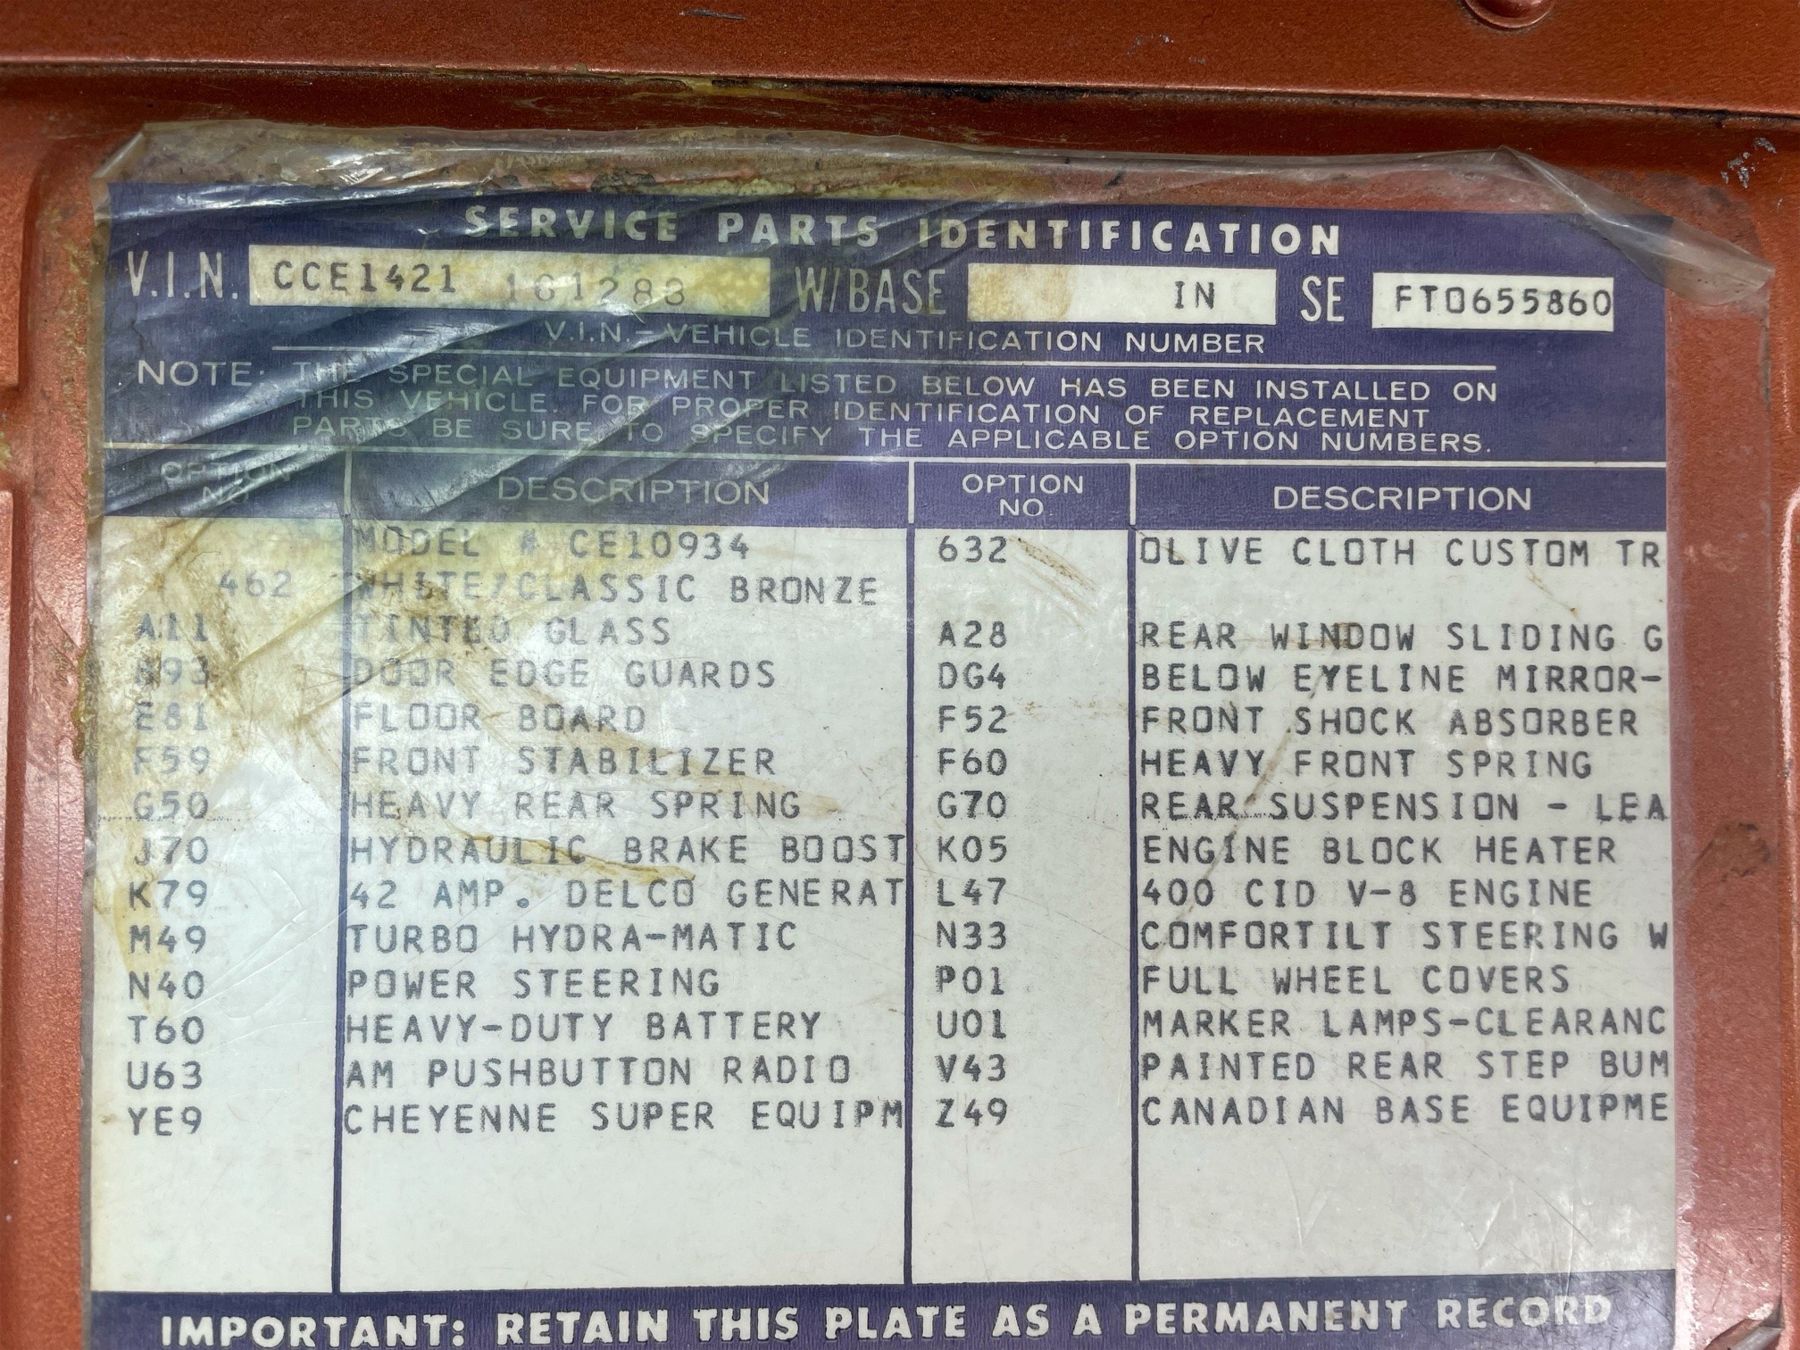 SERVICE PARTS IDENTIFICATION
V.I.N. CCE1421 161288 W/BASE IN SE FT0655860
V.I.N.-VEHICLE IDENTIFICATION NUMBER
NOTE: THE SPECIAL EQUIPMENT LISTED BELOW HAS BEEN INSTALLED ON
THIS VEHICLE. FOR PROPER IDENTIFICATION OF REPLACEMENT
PARTS BE SURE TO SPECIFY THE APPLICABLE OPTION NUMBERS.
OPTION NO. DESCRIPTION OPTION NO. DESCRIPTION
MODEL # CE10934 632 OLIVE CLOTH CUSTOM TR
462 WHITE/CLASSIC BRONZE
A11 TINTED GLASS A28 REAR WINDOW SLIDING G
B93 DOOR EDGE GUARDS DG4 BELOW EYELINE MIRROR-
E81 FLOOR BOARD F52 FRONT SHOCK ABSORBER
F59 FRONT STABILIZER F60 HEAVY FRONT SPRING
G50 HEAVY REAR SPRING G70 REAR SUSPENSION - LEA
J70 HYDRAULIC BRAKE BOOST K05 ENGINE BLOCK HEATER
K79 42 AMP. DELCO GENERAT L47 400 CID V-8 ENGINE
M49 TURBO HYDRA-MATIC N33 COMFORTILT STEERING W
N40 POWER STEERING P01 FULL WHEEL COVERS
T60 HEAVY-DUTY BATTERY U01 MARKER LAMPS-CLEARANC
U63 AM PUSHBUTTON RADIO V43 PAINTED REAR STEP BUM
YE9 CHEYENNE SUPER EQUIPM Z49 CANADIAN BASE EQUIPME
IMPORTANT: RETAIN THIS PLATE AS A PERMANENT RECORD